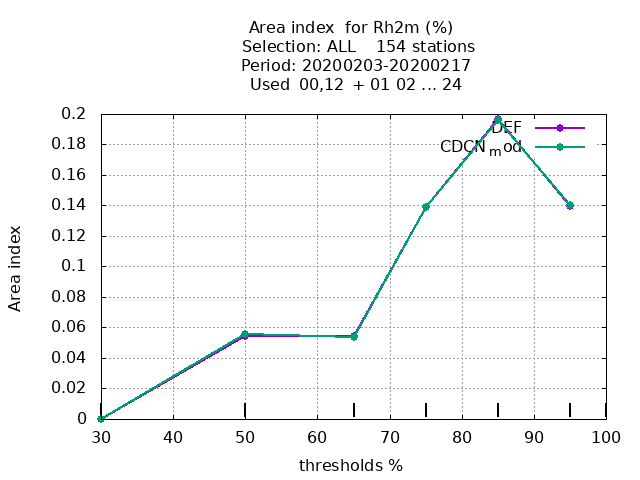 Area index  for Rh2m (%)
Selection: ALL    154 stations
Period: 20200203-20200217
Used  00,12  + 01 02 ... 24
DEF
CDCN_mod
Area index
0.2
0.18
0.16
0.14
0.12
0.1
0.08
0.06
0.04
0.02
0
30 40 50 60 70 80 90 100
thresholds %